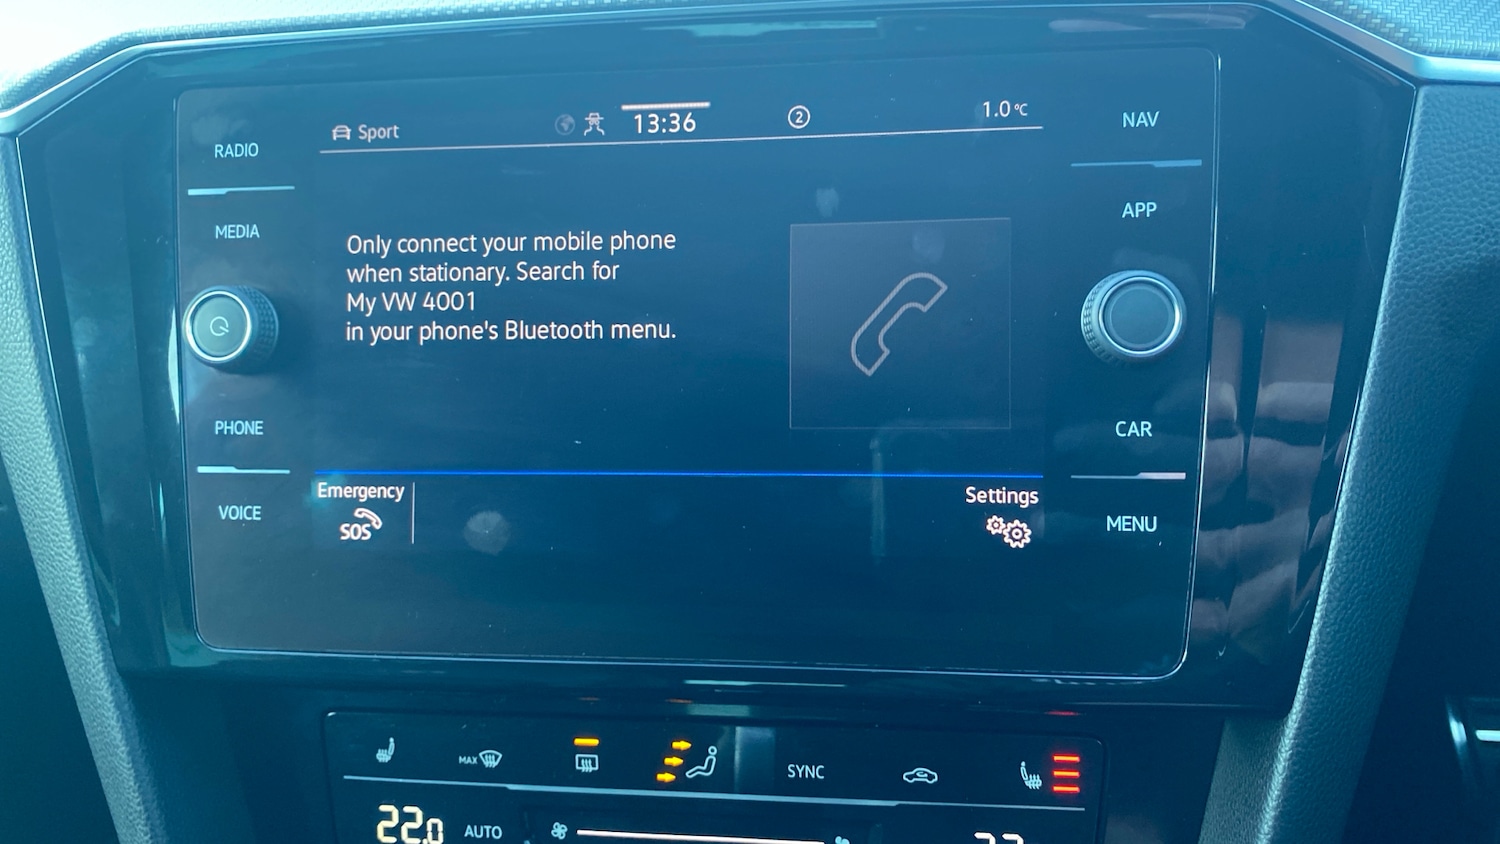 Sport
13:36
2
1.0 °C
RADIO
MEDIA
PHONE
VOICE
Only connect your mobile phone
when stationary. Search for
My VW 4001
in your phone's Bluetooth menu.
NAV
APP
CAR
MENU
Emergency
SOS
Settings
MAX
SYNC
22.0
AUTO